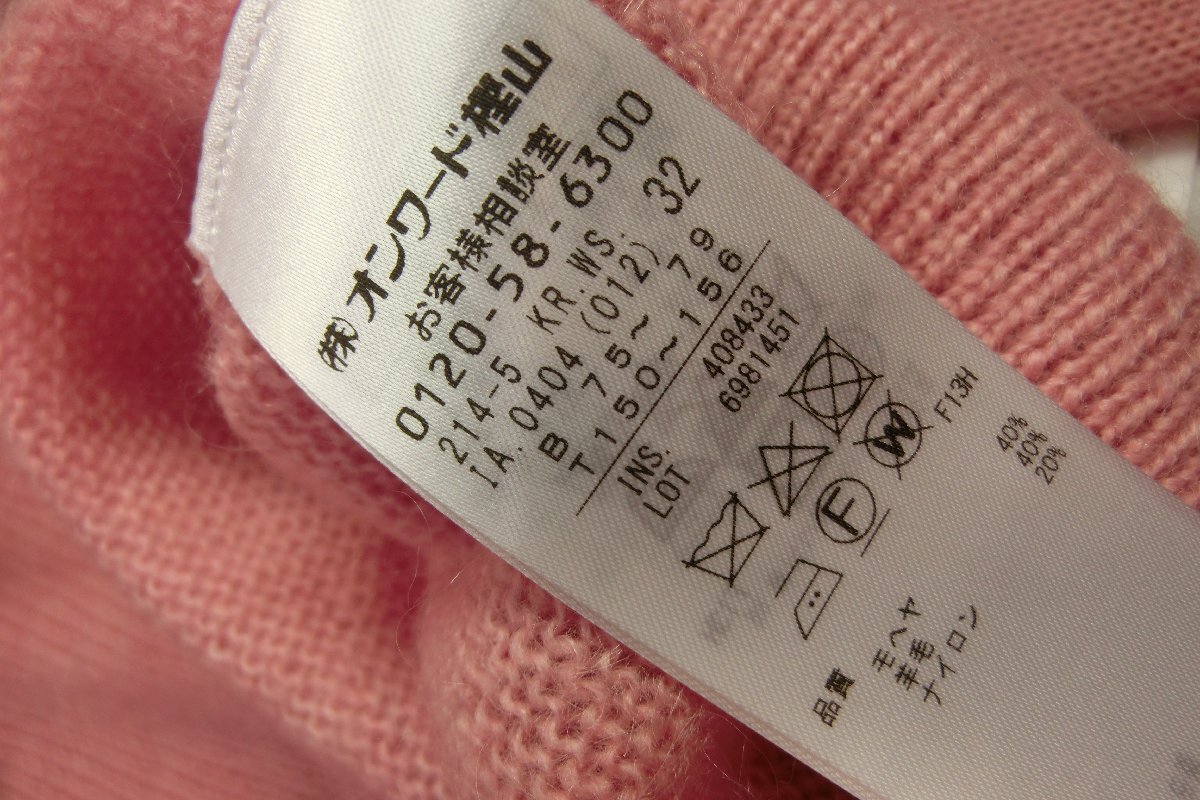 ㈱オンワード樫山
お客様相談室
0120-58-6300
214-5 KR.WS. 32
IA.0404 (012)
B 75～79
T 150～156
INS. 408433
LOT 6981451
W F13H
F
品質 モヘヤ 40%
羊毛 40%
ナイロン 20%